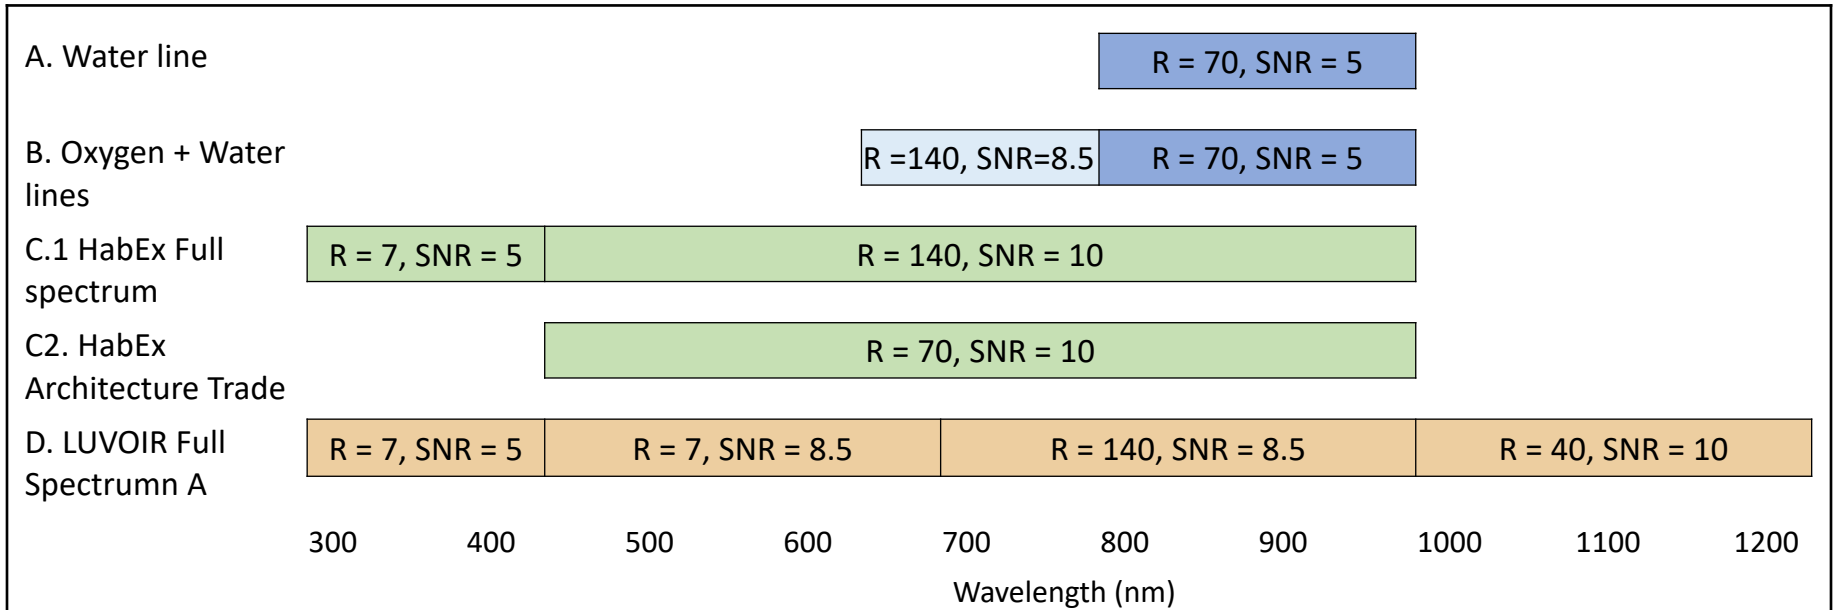 A. Water line
R = 70, SNR = 5
B. Oxygen + Water
lines
R =140, SNR=8.5
R = 70, SNR = 5
C.1 HabEx Full
spectrum
R = 7, SNR = 5
R = 140, SNR = 10
C2. HabEx
Architecture Trade
R = 70, SNR = 10
D. LUVOIR Full
Spectrumn A
R = 7, SNR = 5
R = 7, SNR = 8.5
R = 140, SNR = 8.5
R = 40, SNR = 10
300 400 500 600 700 800 900 1000 1100 1200
Wavelength (nm)